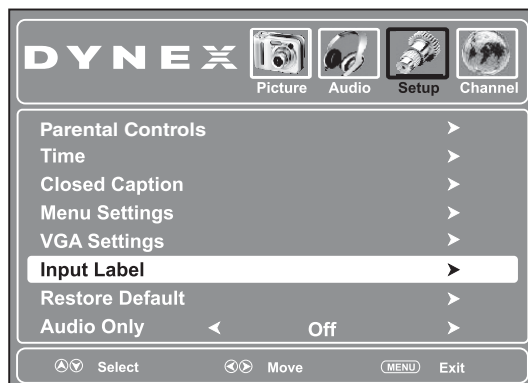 DYNEX
Picture Audio Setup Channel
Parental Controls
Time
Closed Caption
Menu Settings
VGA Settings
Input Label
Restore Default
Audio Only Off
Select Move MENU Exit